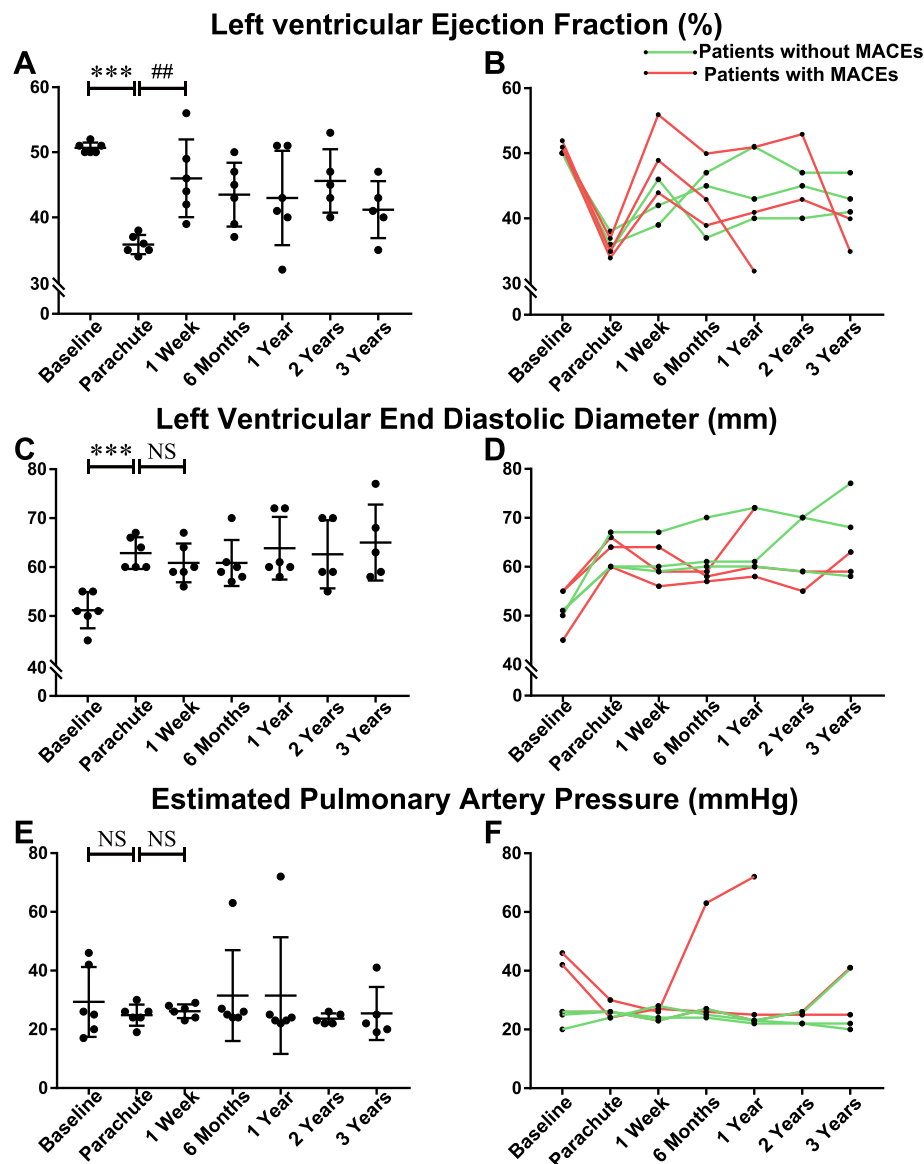 Left ventricular Ejection Fraction (%)
A
B
*** ##
Patients without MACEs
Patients with MACEs
60
50
40
30
0
Baseline
Parachute
1 Week
6 Months
1 Year
2 Years
3 Years
60
50
40
30
0
Baseline
Parachute
1 Week
6 Months
1 Year
2 Years
3 Years
Left Ventricular End Diastolic Diameter (mm)
C
D
*** NS
80
70
60
50
40
0
Baseline
Parachute
1 Week
6 Months
1 Year
2 Years
3 Years
80
70
60
50
40
0
Baseline
Parachute
1 Week
6 Months
1 Year
2 Years
3 Years
Estimated Pulmonary Artery Pressure (mmHg)
E
F
NS NS
80
60
40
20
0
Baseline
Parachute
1 Week
6 Months
1 Year
2 Years
3 Years
80
60
40
20
0
Baseline
Parachute
1 Week
6 Months
1 Year
2 Years
3 Years